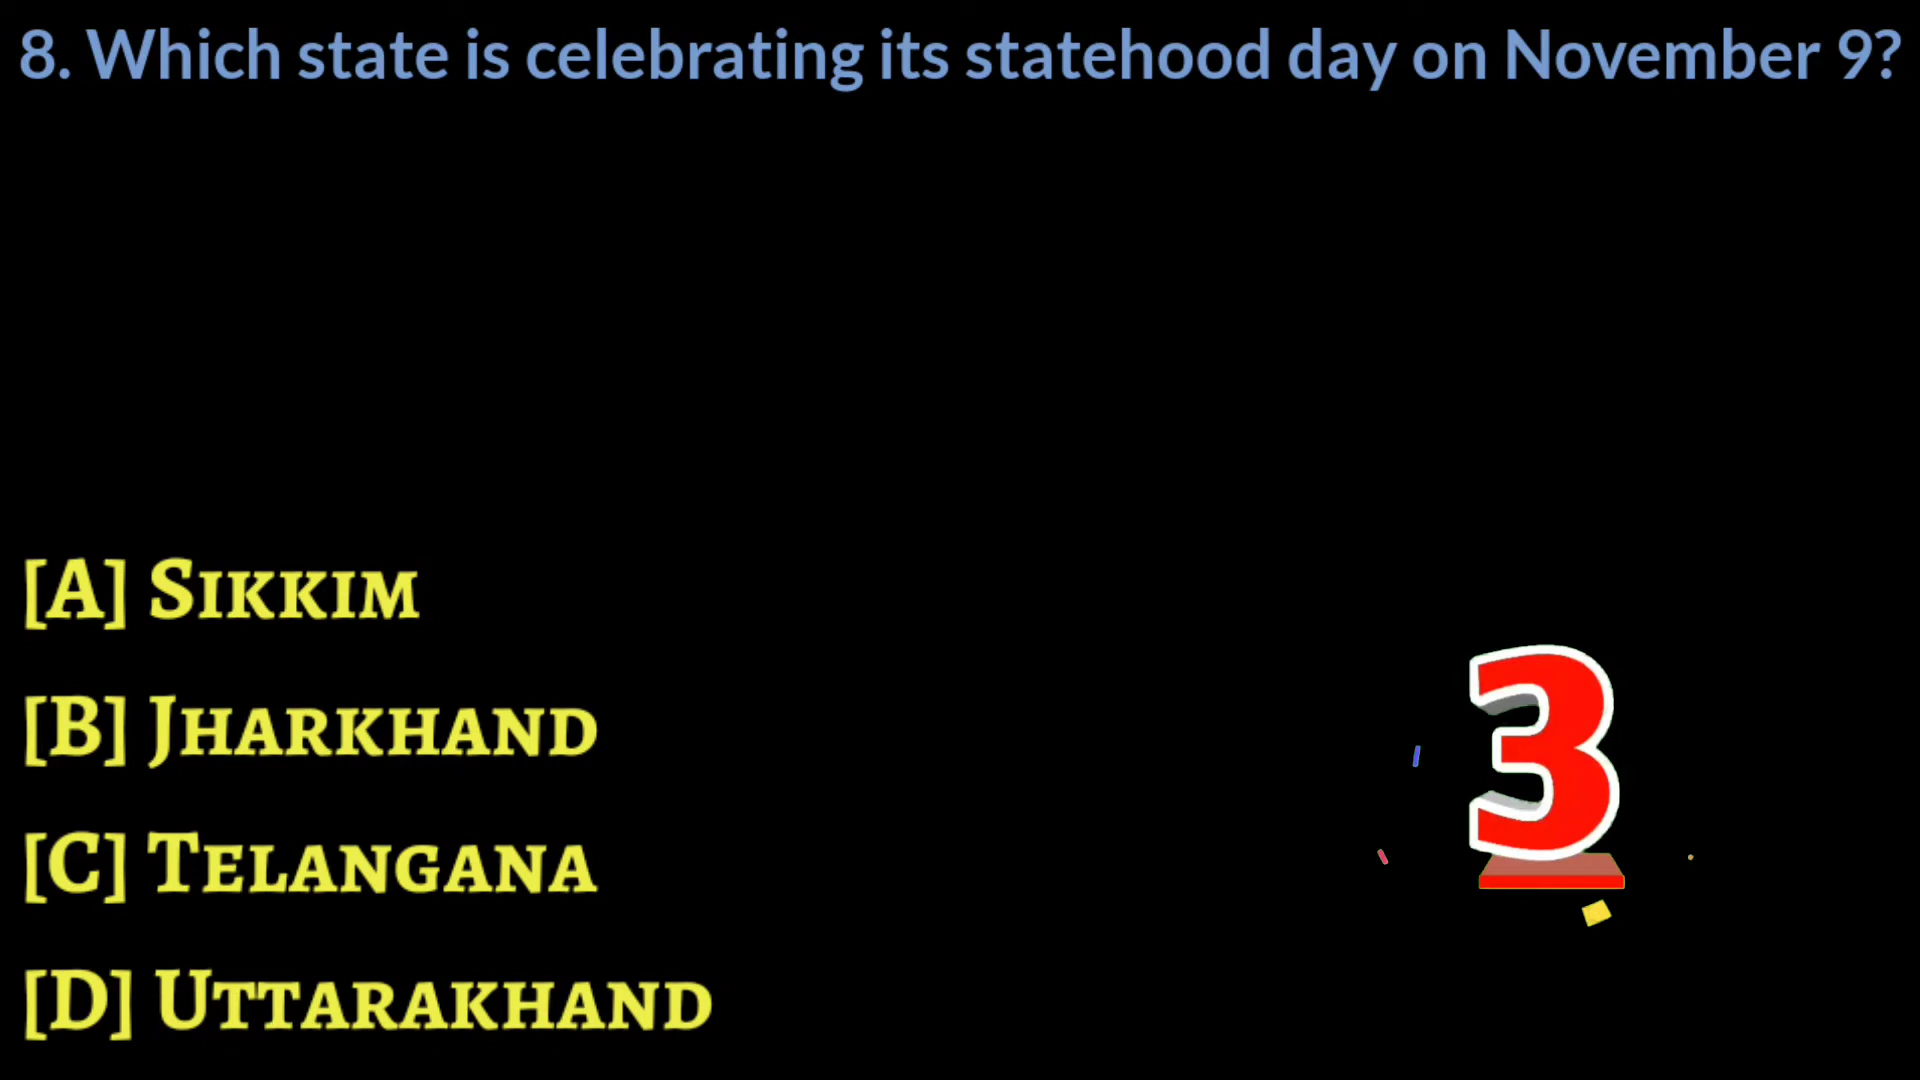 8. Which state is celebrating its statehood day on November 9?
[A] Sikkim
[B] Jharkhand
[C] Telangana
3
[D] Uttarakhand